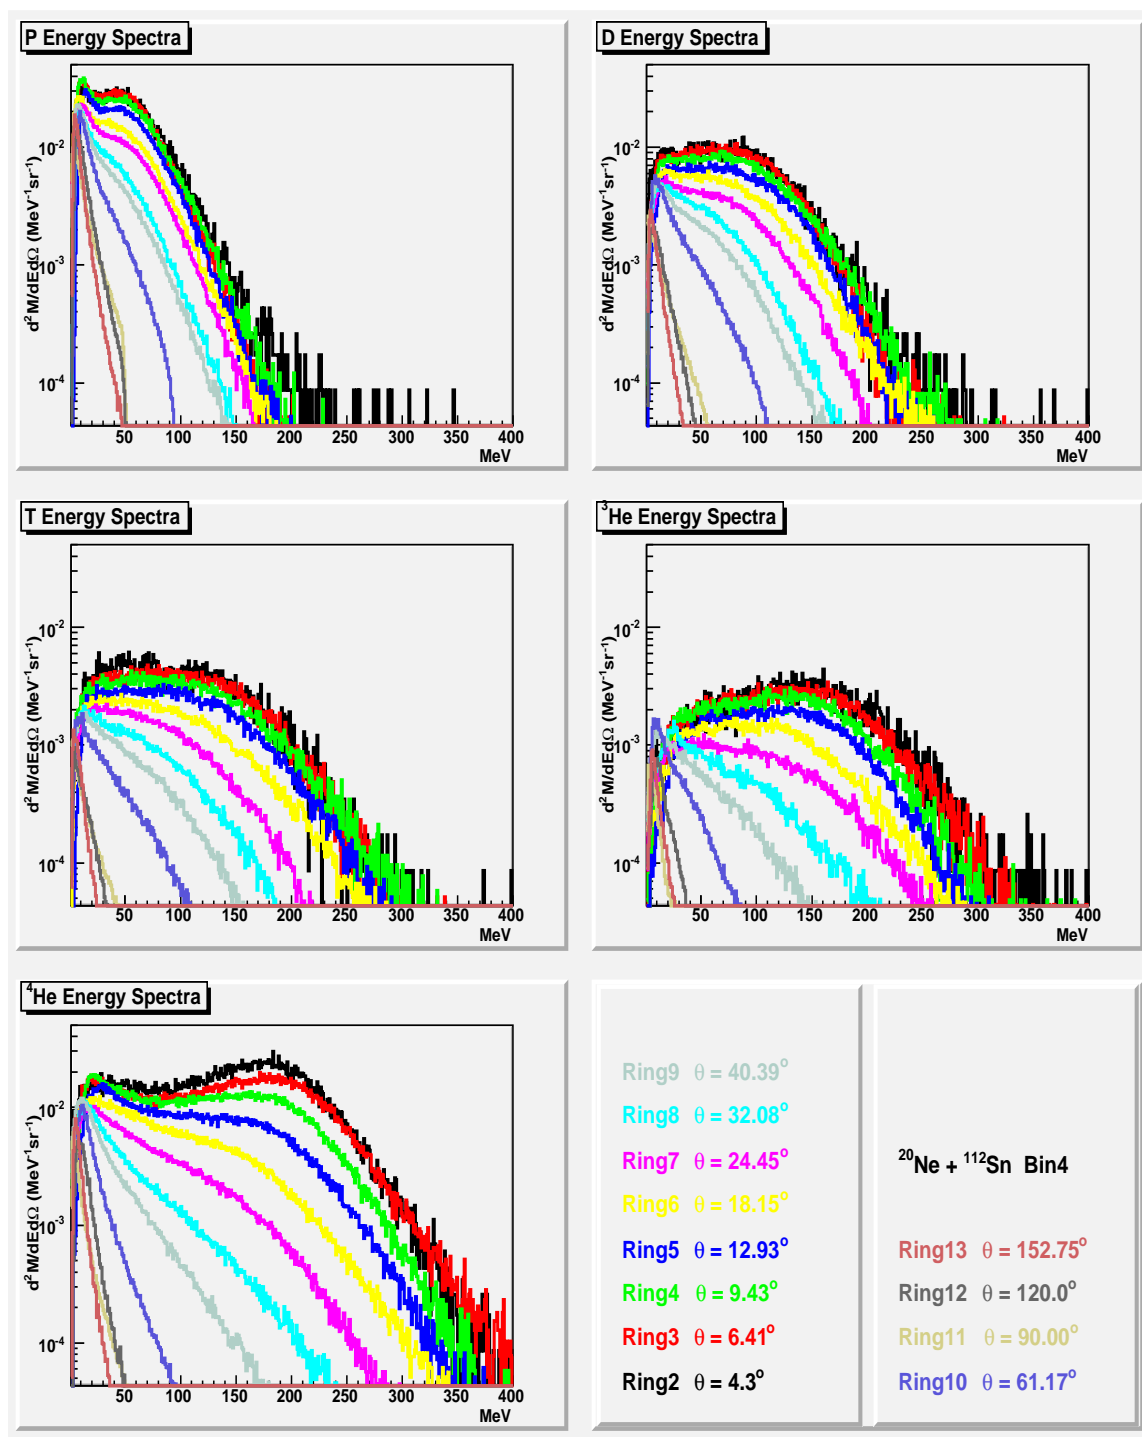 P Energy Spectra
d²M/dEdΩ (MeV⁻¹sr⁻¹)
10⁻²
10⁻³
10⁻⁴
50 100 150 200 250 300 350 400
MeV
D Energy Spectra
d²M/dEdΩ (MeV⁻¹sr⁻¹)
10⁻²
10⁻³
10⁻⁴
50 100 150 200 250 300 350 400
MeV
T Energy Spectra
d²M/dEdΩ (MeV⁻¹sr⁻¹)
10⁻²
10⁻³
10⁻⁴
50 100 150 200 250 300 350 400
MeV
³He Energy Spectra
d²M/dEdΩ (MeV⁻¹sr⁻¹)
10⁻²
10⁻³
10⁻⁴
50 100 150 200 250 300 350 400
MeV
⁴He Energy Spectra
d²M/dEdΩ (MeV⁻¹sr⁻¹)
10⁻²
10⁻³
10⁻⁴
50 100 150 200 250 300 350 400
MeV
Ring9 θ = 40.39°
Ring8 θ = 32.08°
Ring7 θ = 24.45°
Ring6 θ = 18.15°
Ring5 θ = 12.93°
Ring4 θ = 9.43°
Ring3 θ = 6.41°
Ring2 θ = 4.3°
²⁰Ne + ¹¹²Sn Bin4
Ring13 θ = 152.75°
Ring12 θ = 120.0°
Ring11 θ = 90.00°
Ring10 θ = 61.17°